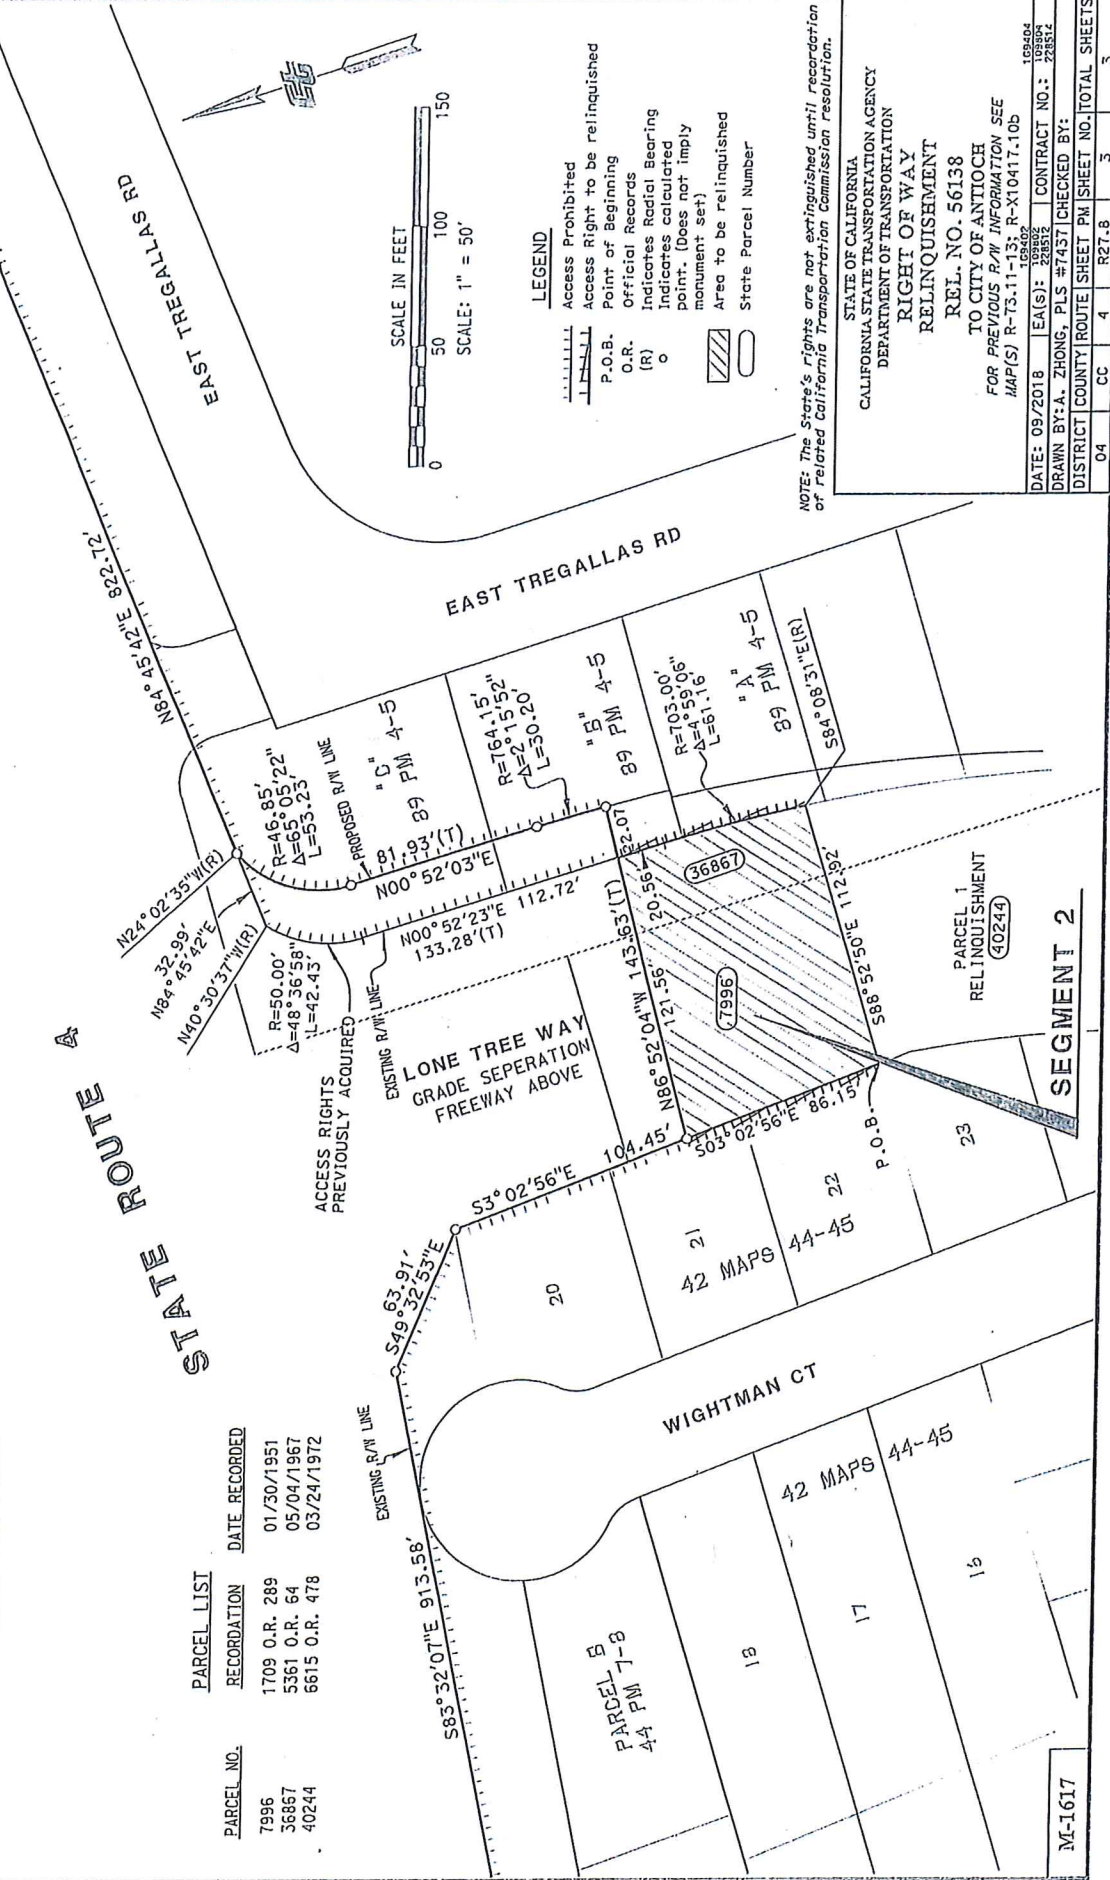 STATE ROUTE 4
PARCEL LIST
PARCEL NO. RECORDATION DATE RECORDED
7996 1709 O.R. 289 01/30/1951
36867 5361 O.R. 64 05/04/1967
40244 6615 O.R. 478 03/24/1972
N84°45'42"E 822.72'
EAST TREGALLAS RD
SCALE IN FEET
0 50 100 150
SCALE: 1" = 50'
LEGEND
Access Prohibited
Access Right to be relinquished
P.O.B. Point of Beginning
O.R. Official Records
(R) Indicates Radial Bearing
o Indicates calculated
point. (Does not imply
monument set)
Area to be relinquished
State Parcel Number
N24°02'35"W(R)
32.99'
N84°45'42"E
N40°30'37"W(R)
R=50.00'
Δ=48°36'58"
L=42.43'
R=46.85'
Δ=65°05'22"
L=53.23'
PROPOSED R/W LINE
81.93'(T)
N00°52'03"E
N00°52'23"E 112.72'
133.28'(T)
"C"
89 PM 4-5
R=764.15'
Δ=2°15'52"
L=30.20'
"B"
89 PM 4-5
R=703.00'
Δ=4°59'06"
L=61.16'
"A"
89 PM 4-5
S84°08'31"E(R)
EAST TREGALLAS RD
ACCESS RIGHTS
PREVIOUSLY ACQUIRED
EXISTING R/W LINE
LONE TREE WAY
GRADE SEPERATION
FREEWAY ABOVE
22.07'
N86°52'04"W 143.63'(T)
121.56'
20.56'
36867
7996
S88°52'50"E 112.92'
PARCEL 1
RELINQUISHMENT
40244
SEGMENT 2
S83°32'07"E 913.58'
EXISTING R/W LINE
63.91'
S49°32'53"E
S3°02'56"E
104.45'
S03°02'56"E 86.15'
P.O.B.
20
21
22
23
42 MAPS 44-45
WIGHTMAN CT
PARCEL B
44 PM 7-8
18
17
16
42 MAPS 44-45
NOTE: The State's rights are not extinguished until recordation
of related California Transportation Commission resolution.
STATE OF CALIFORNIA
CALIFORNIA STATE TRANSPORTATION AGENCY
DEPARTMENT OF TRANSPORTATION
RIGHT OF WAY
RELINQUISHMENT
REL. NO. 56138
TO CITY OF ANTIOCH
FOR PREVIOUS R/W INFORMATION SEE
MAP(S) R-73.11-13; R-X10417.10b
DATE: 09/2018 EA(s): 1G9402 109802 228512 CONTRACT NO.: 1G9404 109804 228514
DRAWN BY: A. ZHONG, PLS #7437 CHECKED BY:
DISTRICT COUNTY ROUTE SHEET PM SHEET NO. TOTAL SHEETS
04 CC 4 R27.8 3 3
M-1617